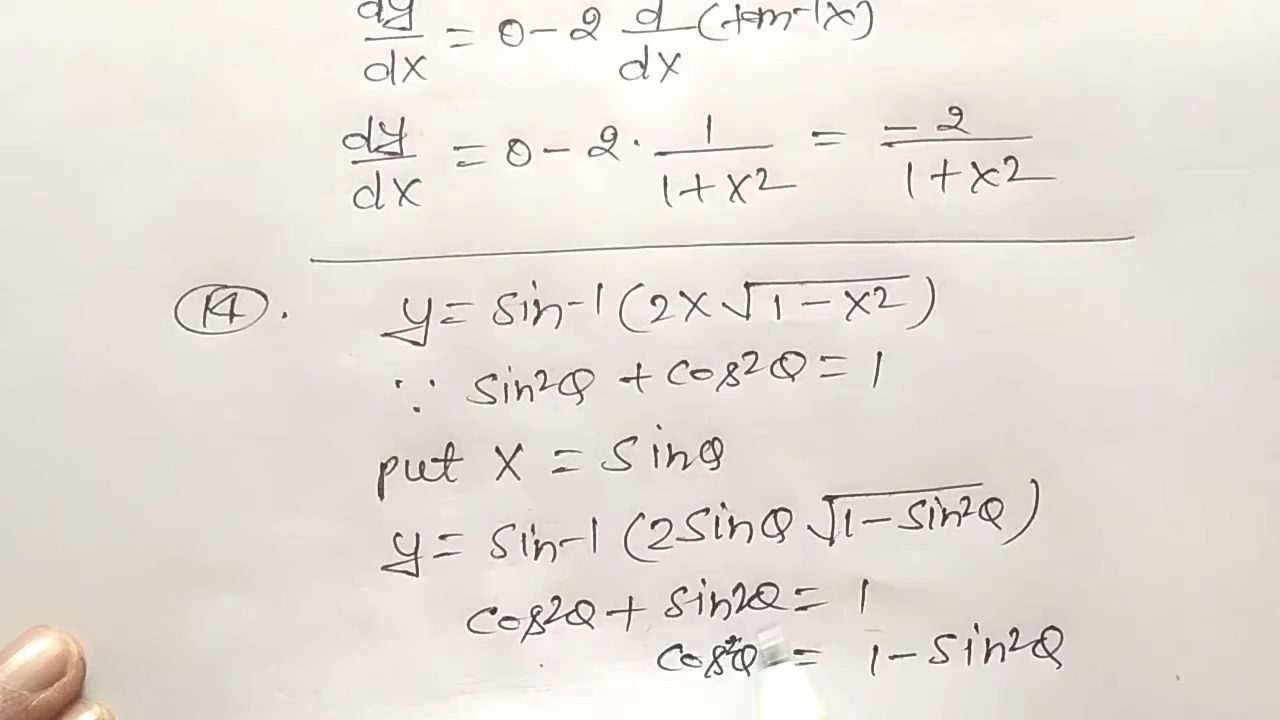 dy/dx = 0 - 2 d/dx (tan-1x)
dy/dx = 0 - 2 · 1/1+x2 = -2/1+x2
14. y = sin-1 (2x √1-x2)
∵ sin2θ + cos2θ = 1
put x = sinθ
y = sin-1 (2sinθ √1-sin2θ)
cos2θ + sin2θ = 1
cos2θ = 1 - sin2θ